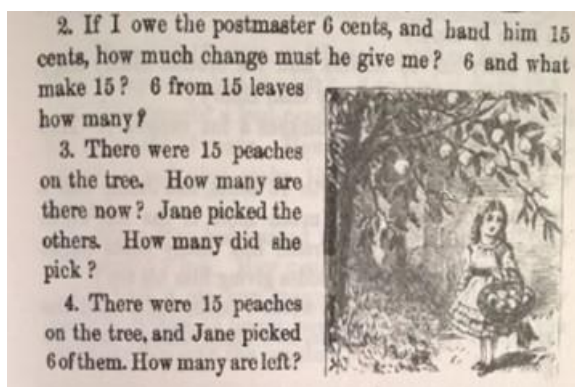 2. If I owe the postmaster 6 cents, and hand him 15
cents, how much change must he give me? 6 and what
make 15? 6 from 15 leaves
how many?
3. There were 15 peaches
on the tree. How many are
there now? Jane picked the
others. How many did she
pick?
4. There were 15 peaches
on the tree, and Jane picked
6 of them. How many are left?